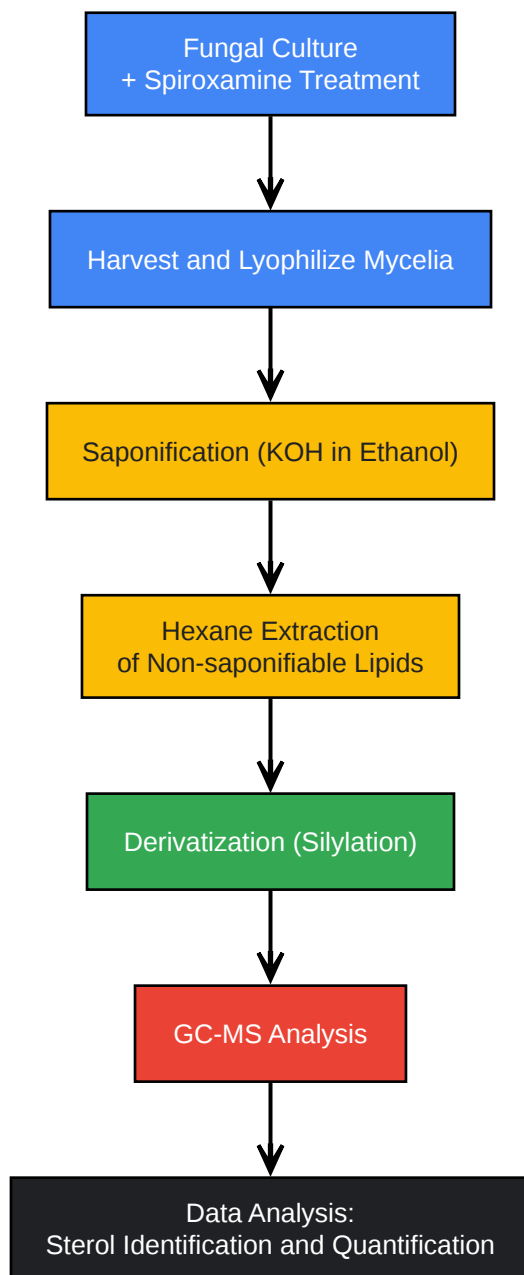 Fungal Culture
+ Spiroxamine Treatment
Harvest and Lyophilize Mycelia
Saponification (KOH in Ethanol)
Hexane Extraction
of Non-saponifiable Lipids
Derivatization (Silylation)
GC-MS Analysis
Data Analysis:
Sterol Identification and Quantification